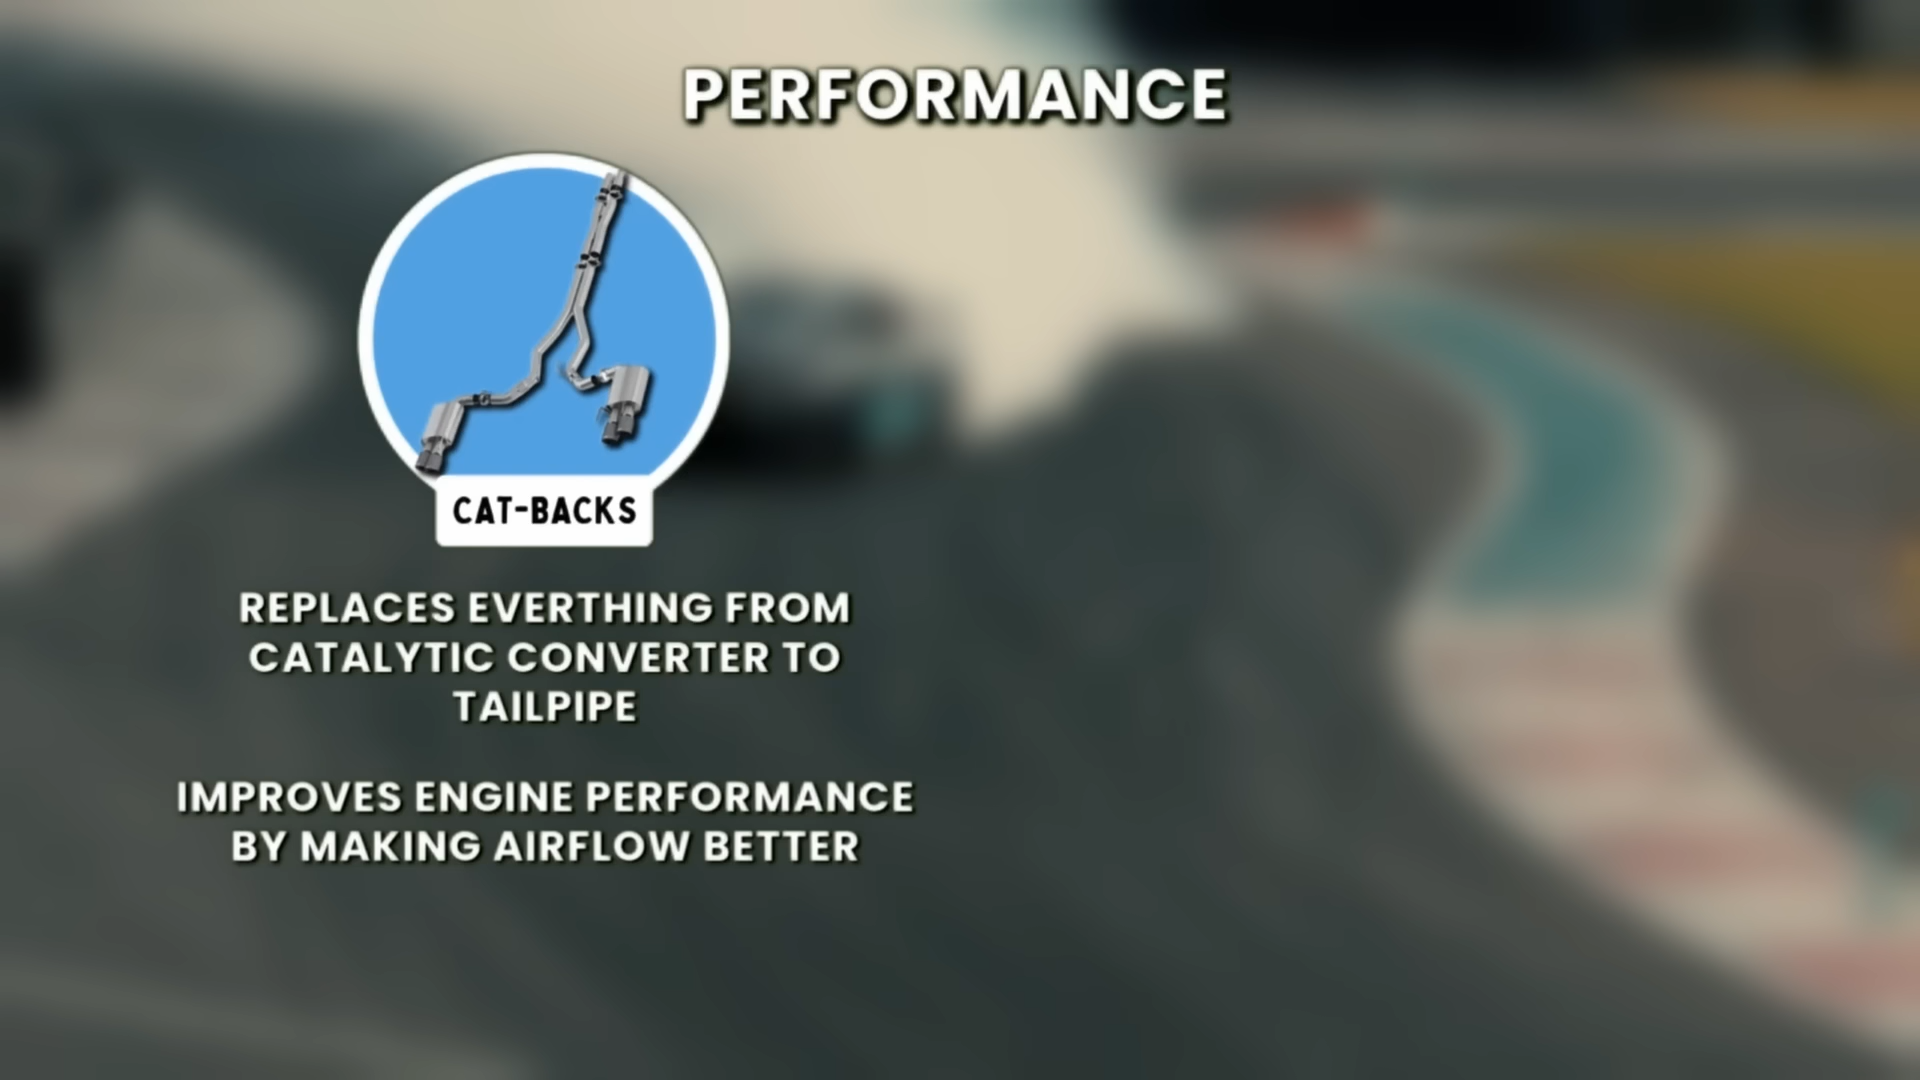 PERFORMANCE
CAT-BACKS
REPLACES EVERTHING FROM
CATALYTIC CONVERTER TO
TAILPIPE
IMPROVES ENGINE PERFORMANCE
BY MAKING AIRFLOW BETTER